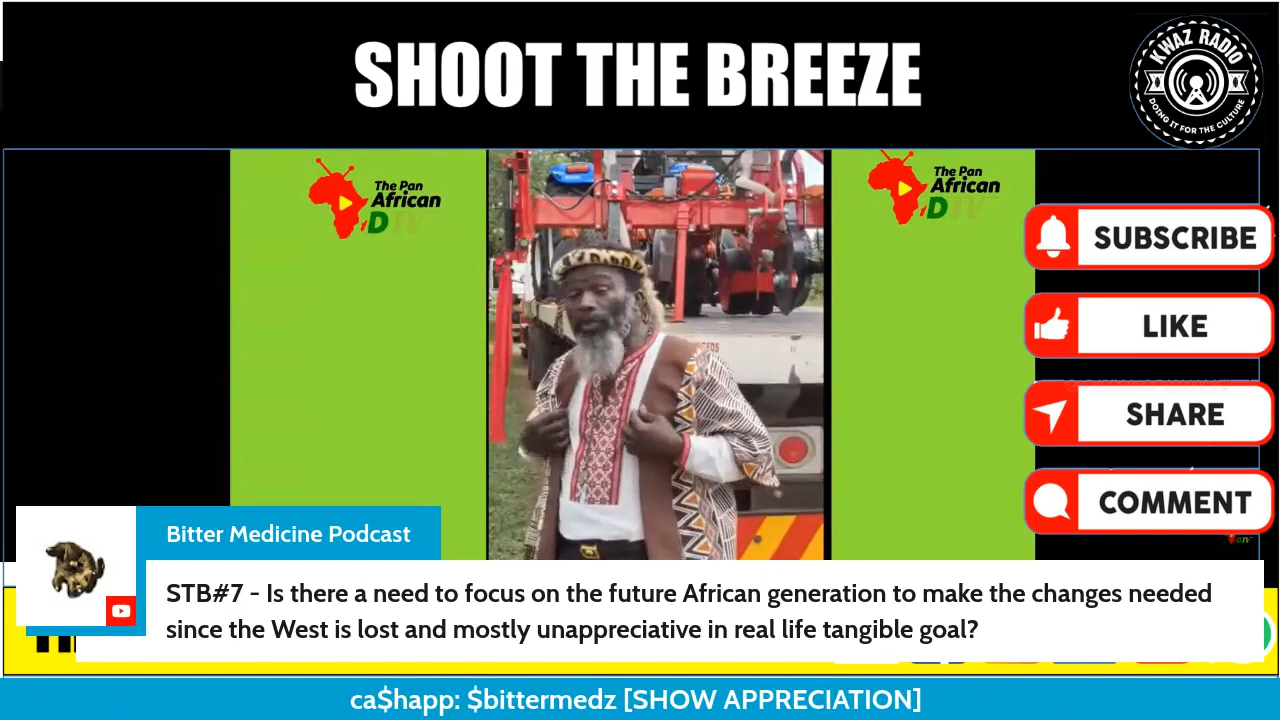 SHOOT THE BREEZE
KWAZ RADIO
DOING IT FOR THE CULTURE
The Pan
African
DTV
The Pan
African
DTV
SUBSCRIBE
LIKE
SHARE
COMMENT
Bitter Medicine Podcast
STB#7 - Is there a need to focus on the future African generation to make the changes needed
since the West is lost and mostly unappreciative in real life tangible goal?
ca$happ: $bittermedz [SHOW APPRECIATION]